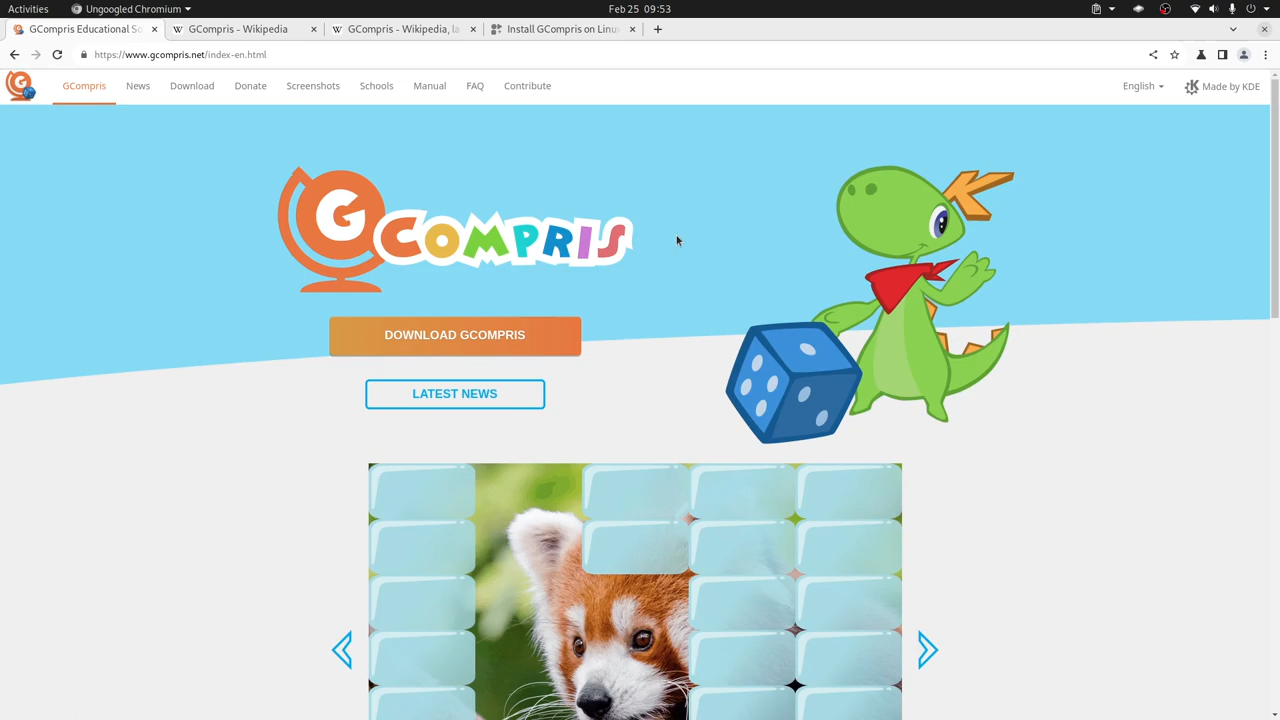 Activities
Ungoogled Chromium
Feb 25 09:53
GCompris Educational So
GCompris - Wikipedia
GCompris - Wikipedia, la
Install GCompris on Linux
https://www.gcompris.net/index-en.html
GCompris News Download Donate Screenshots Schools Manual FAQ Contribute English Made by KDE
GCOMPRIS
DOWNLOAD GCOMPRIS
LATEST NEWS